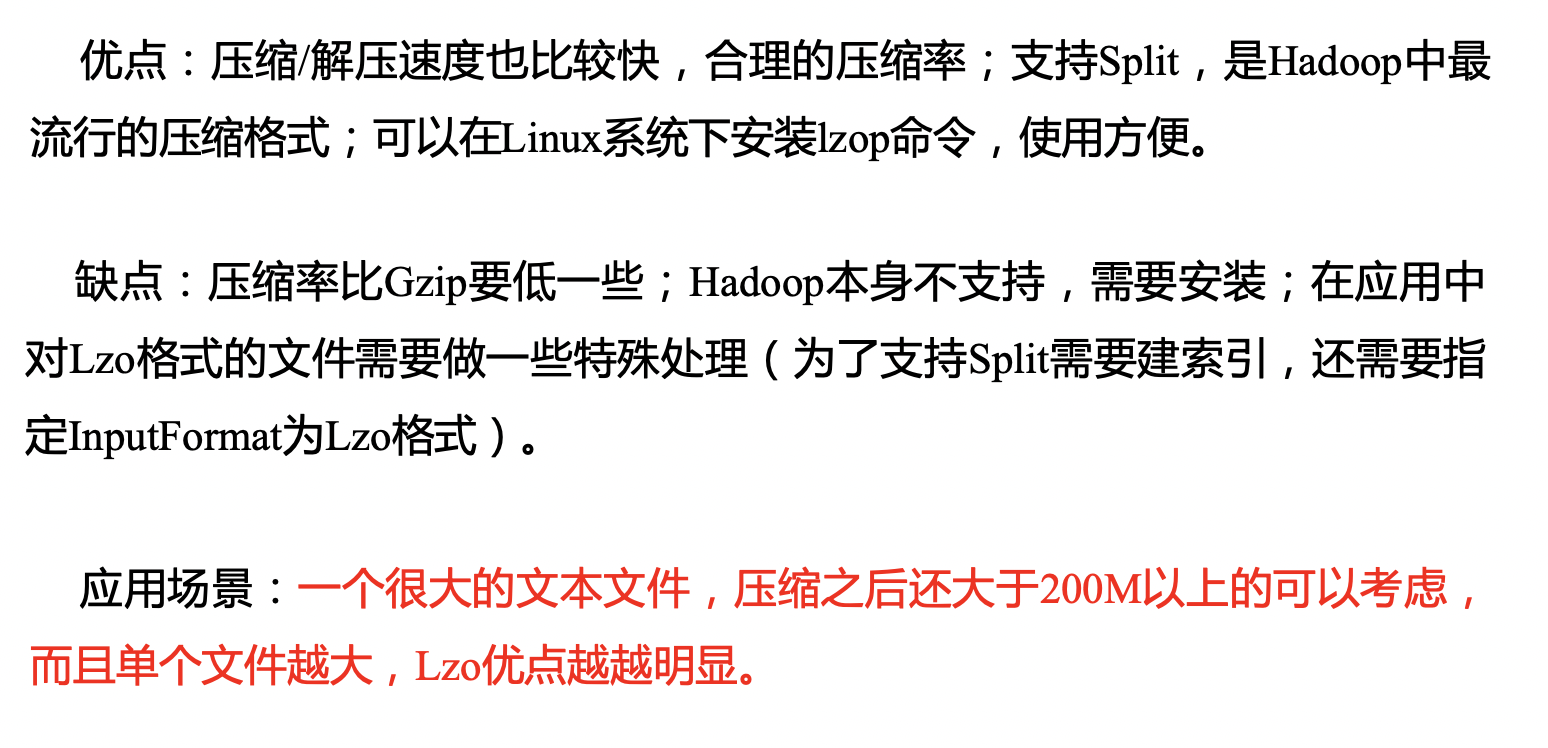 优点：压缩/解压速度也比较快，合理的压缩率；支持Split，是Hadoop中最
流行的压缩格式；可以在Linux系统下安装lzop命令，使用方便。
缺点：压缩率比Gzip要低一些；Hadoop本身不支持，需要安装；在应用中
对Lzo格式的文件需要做一些特殊处理（为了支持Split需要建索引，还需要指
定InputFormat为Lzo格式）。
应用场景：一个很大的文本文件，压缩之后还大于200M以上的可以考虑，
而且单个文件越大，Lzo优点越越明显。